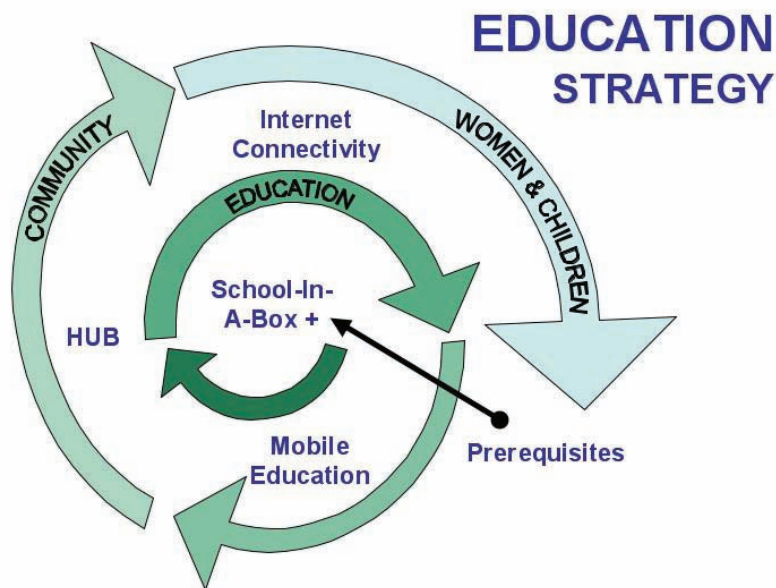 EDUCATION
STRATEGY
WOMEN & CHILDREN
COMMUNITY
Internet
Connectivity
EDUCATION
School-In-
A-Box +
HUB
Mobile
Education
Prerequisites